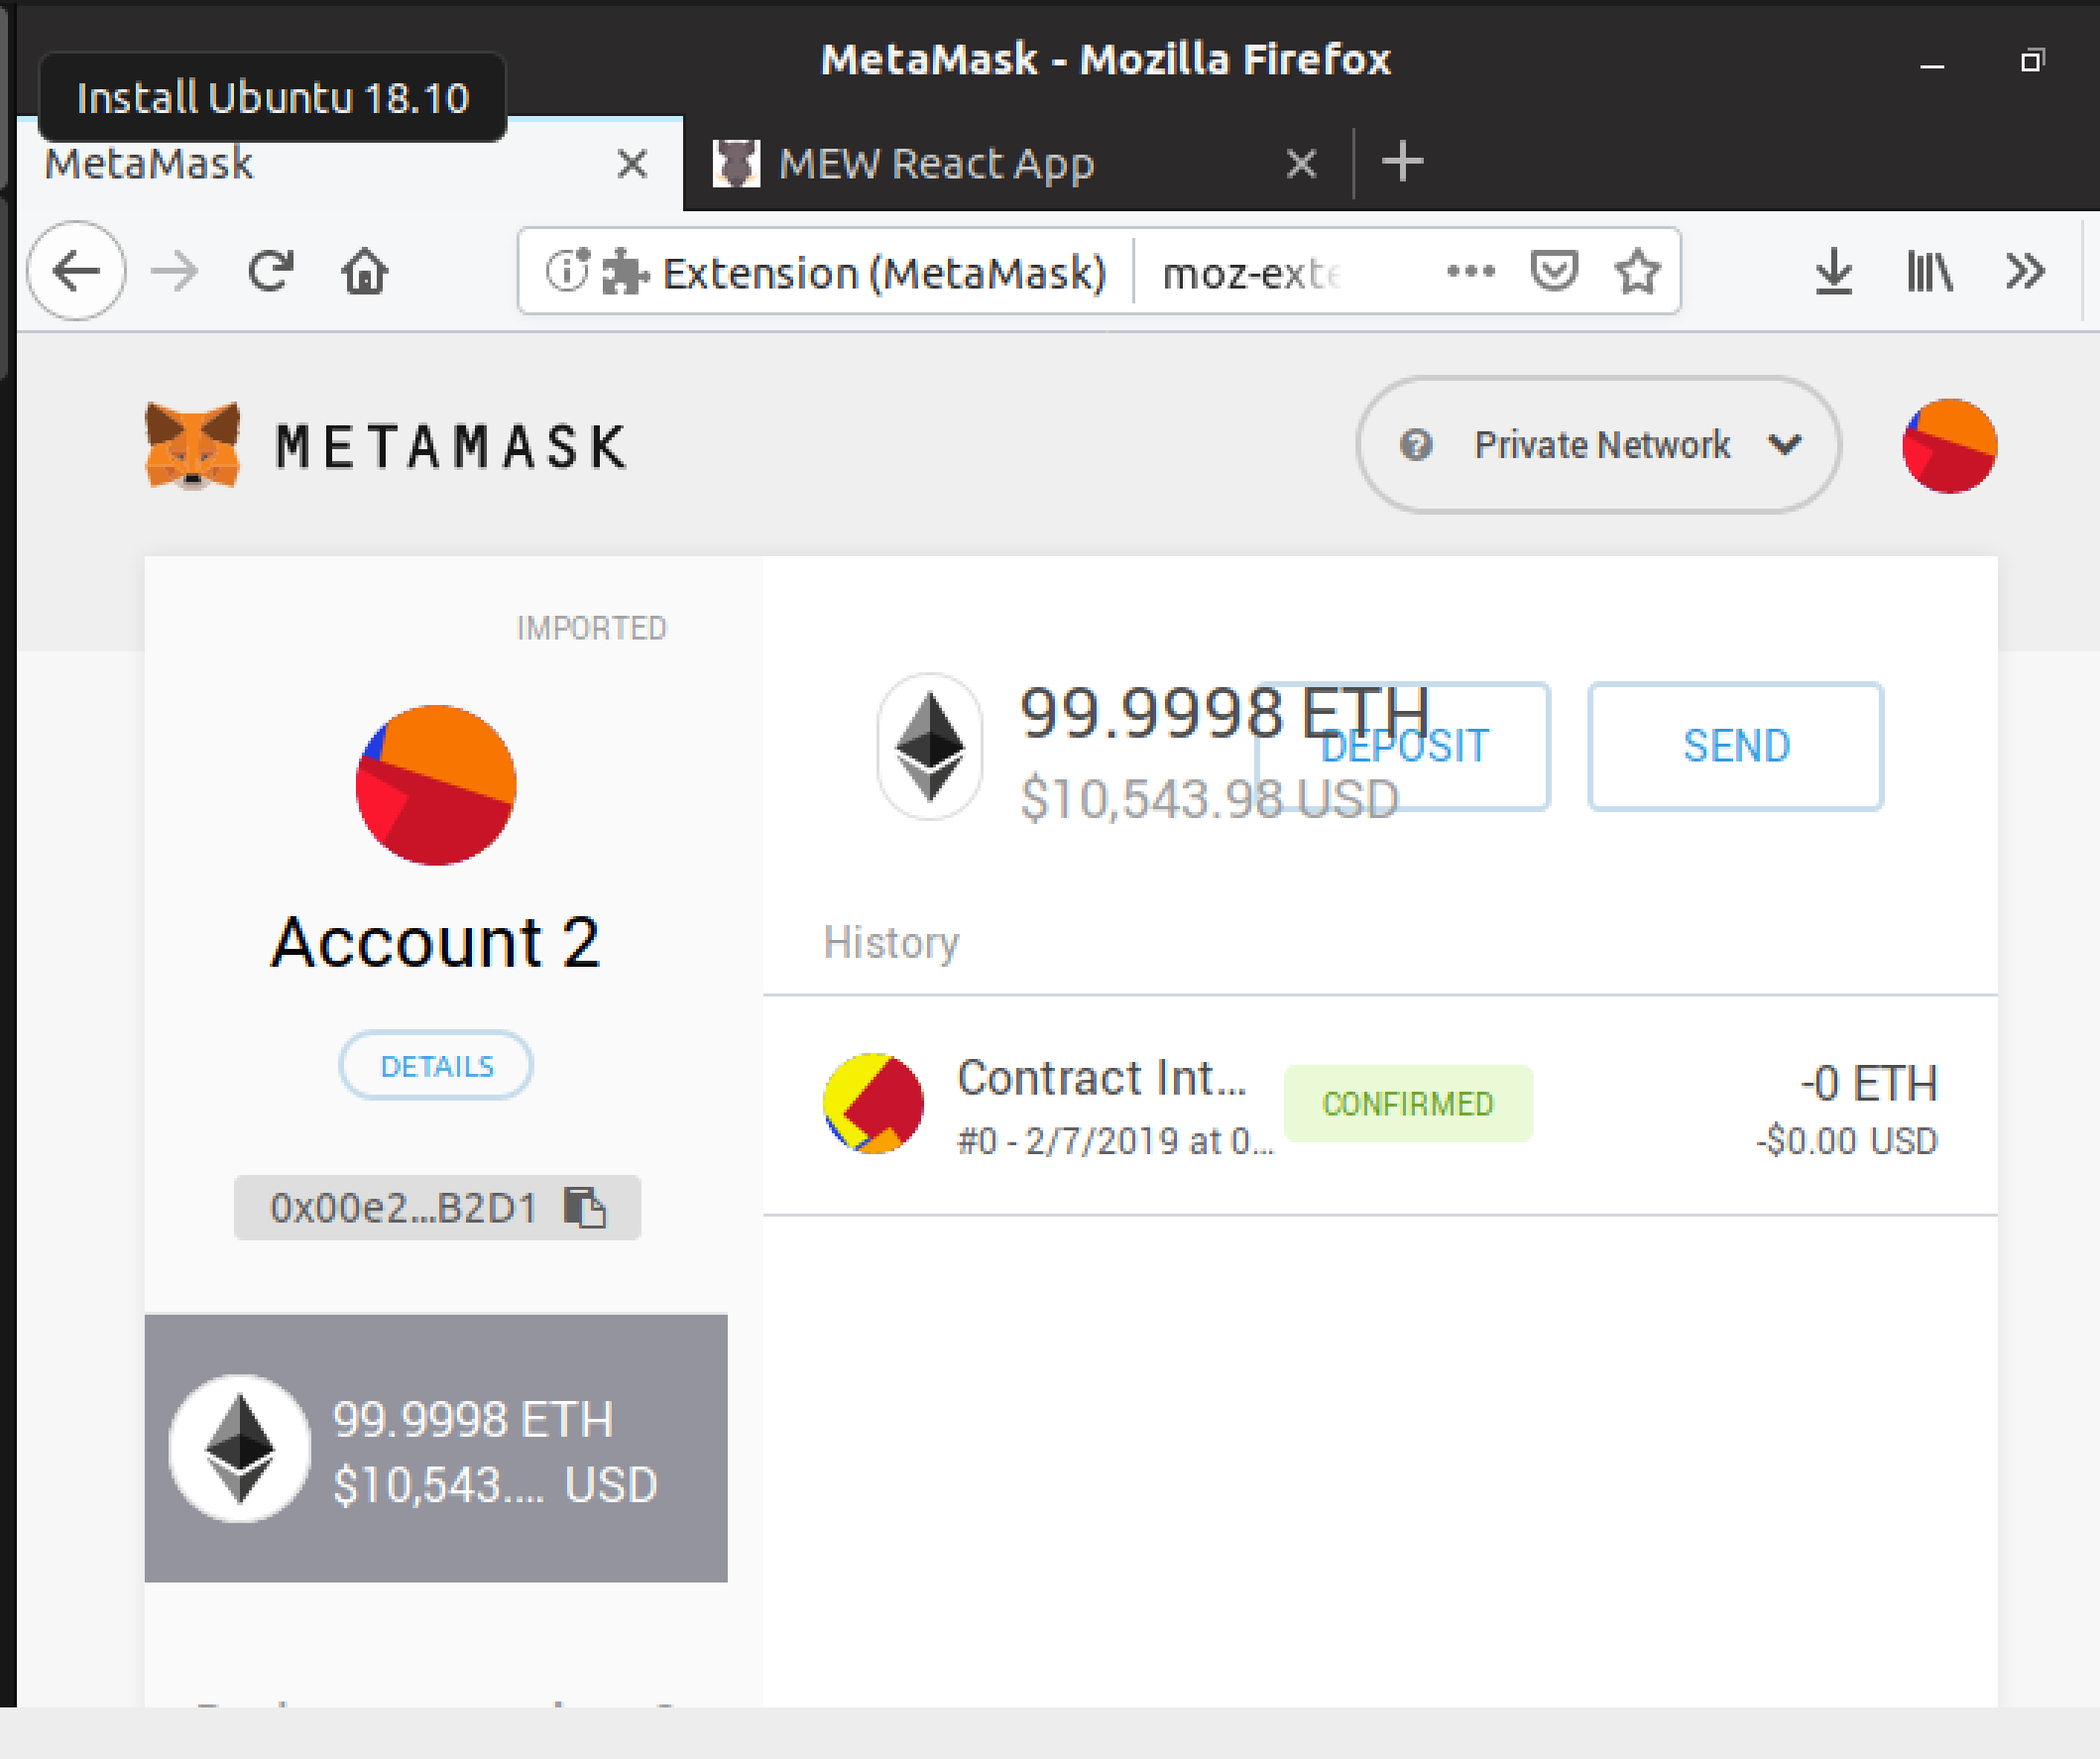 MetaMask - Mozilla Firefox
Install Ubuntu 18.10
MetaMask
MEW React App
Extension (MetaMask)
moz-exte
METAMASK
Private Network
IMPORTED
Account 2
DETAILS
0x00e2...B2D1
99.9998 ETH
$10,543.... USD
99.9998 ETH
$10,543.98 USD
DEPOSIT
SEND
History
Contract Int...
#0 - 2/7/2019 at 0...
CONFIRMED
-0 ETH
-$0.00 USD